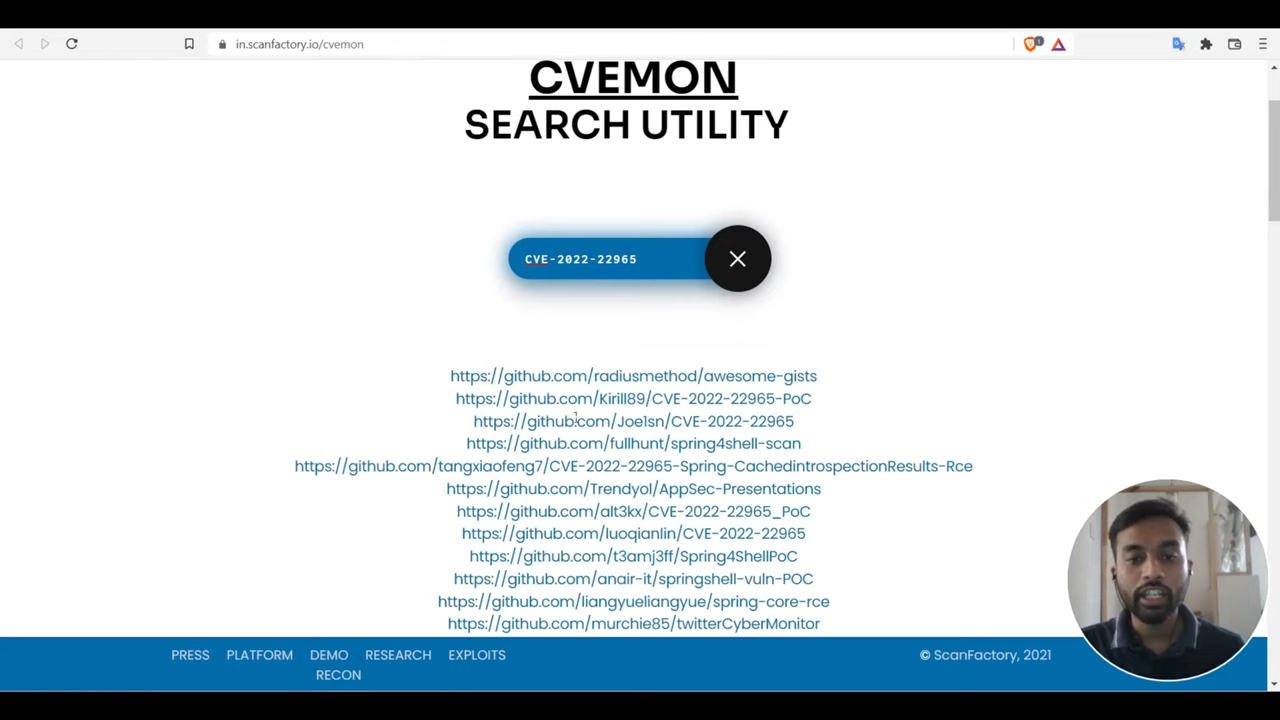 in.scanfactory.io/cvemon
1
CVEMON
SEARCH UTILITY
CVE-2022-22965
https://github.com/radiusmethod/awesome-gists
https://github.com/Kirill89/CVE-2022-22965-PoC
https://github.com/Joe1sn/CVE-2022-22965
https://github.com/fullhunt/spring4shell-scan
https://github.com/tangxiaofeng7/CVE-2022-22965-Spring-CachedintrospectionResults-Rce
https://github.com/Trendyol/AppSec-Presentations
https://github.com/alt3kx/CVE-2022-22965_PoC
https://github.com/luoqianlin/CVE-2022-22965
https://github.com/t3amj3ff/Spring4ShellPoC
https://github.com/anair-it/springshell-vuln-POC
https://github.com/liangyueliangyue/spring-core-rce
https://github.com/murchie85/twitterCyberMonitor
PRESS PLATFORM DEMO RESEARCH EXPLOITS © ScanFactory, 2021
RECON